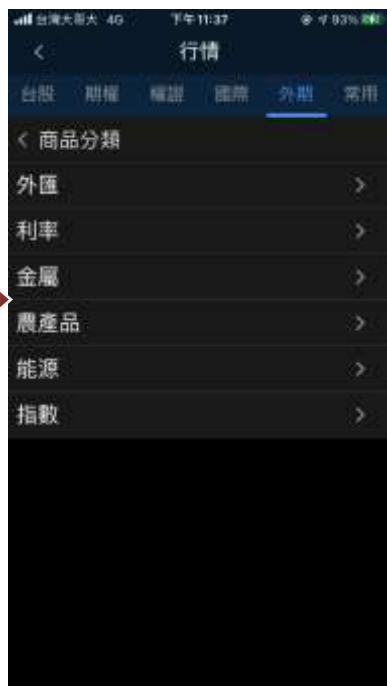 台灣大哥大 4G 下午11:37 93%
行情
台股 期權 權證 國際 外期 常用
商品分類
外匯
利率
金屬
農產品
能源
指數